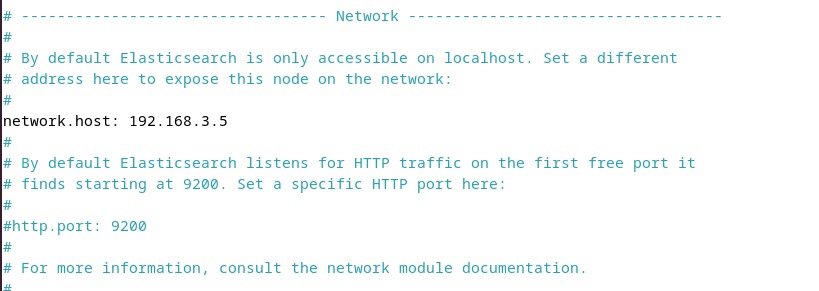 # ---------------------------------- Network -----------------------------------
#
# By default Elasticsearch is only accessible on localhost. Set a different
# address here to expose this node on the network:
#
network.host: 192.168.3.5
#
# By default Elasticsearch listens for HTTP traffic on the first free port it
# finds starting at 9200. Set a specific HTTP port here:
#
#http.port: 9200
#
# For more information, consult the network module documentation.
#